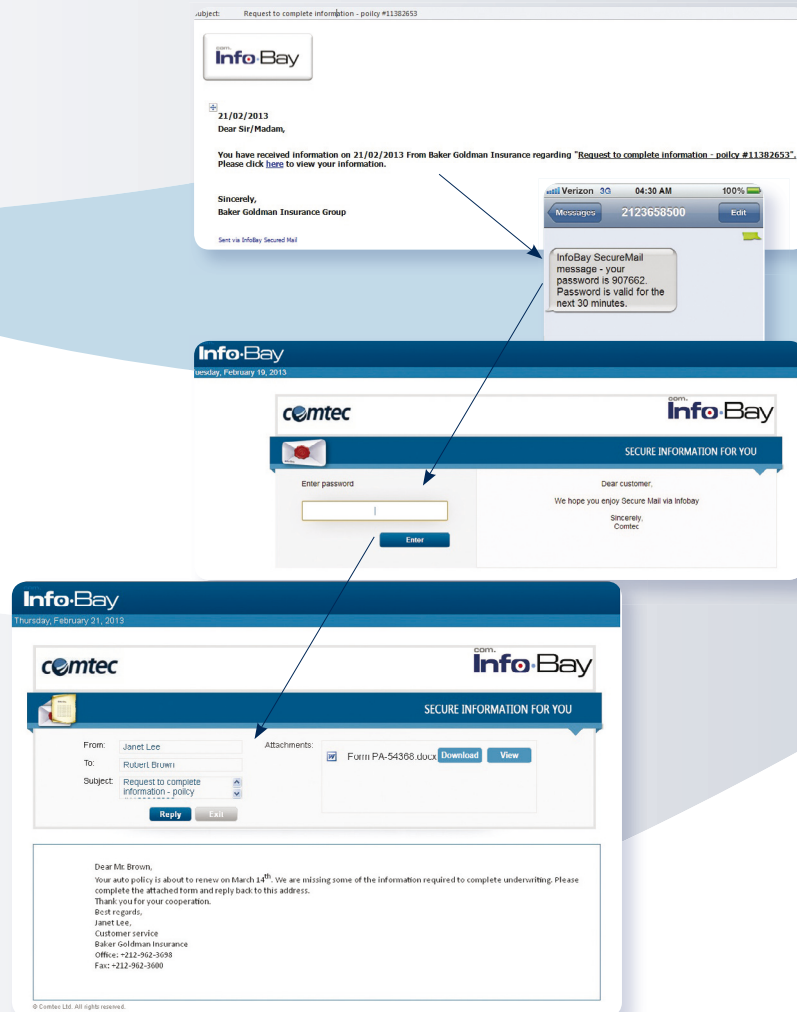 ubject: Request to complete information - poilcy #11382653
com.
Info·Bay
21/02/2013
Dear Sir/Madam,
You have received information on 21/02/2013 From Baker Goldman Insurance regarding "Request to complete information - poilcy #11382653".
Please click here to view your information.
Sincerely,
Baker Goldman Insurance Group
Sent via InfoBay Secured Mail
Verizon 3G 04:30 AM 100%
Messages 2123658500 Edit
InfoBay SecureMail
message - your
password is 907662.
Password is valid for the
next 30 minutes.
Info·Bay
uesday, February 19, 2013
comtec
com.
Info·Bay
SECURE INFORMATION FOR YOU
Enter password
Enter
Dear customer,
We hope you enjoy Secure Mail via Infobay
Sincerely,
Comtec
Info·Bay
Thursday, February 21, 2013
comtec
com.
Info·Bay
SECURE INFORMATION FOR YOU
From: Janet Lee
To: Rubert Brown
Subject: Request to complete
information - poilcy
Attachments:
Form PA-54368.docx Download View
Reply Exit
Dear Mr. Brown,
Your auto policy is about to renew on March 14th. We are missing some of the information required to complete underwriting. Please
complete the attached form and reply back to this address.
Thank you for your cooperation.
Best regards,
Janet Lee,
Customer service
Baker Goldman Insurance
Office: +212-962-3698
Fax: +212-962-3600
© Comtec Ltd. All rights reserved.